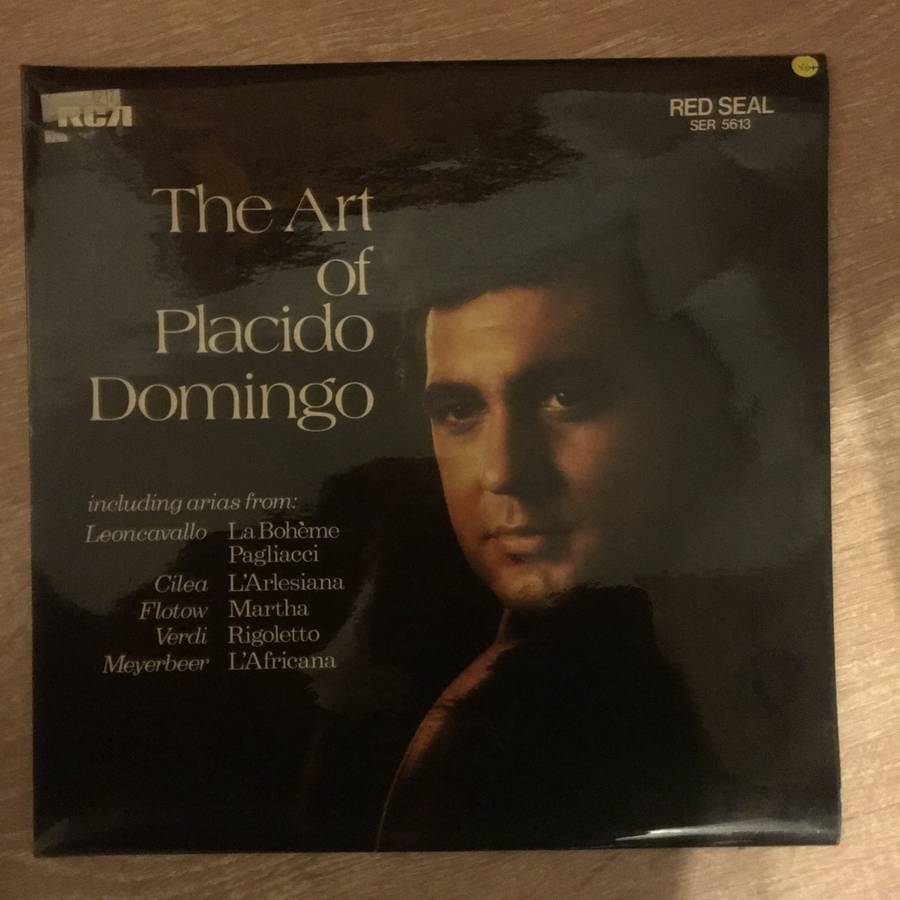 RCA
RED SEAL
SER 5613
The Art
of
Placido
Domingo
including arias from:
Leoncavallo La Bohème
Pagliacci
Cilea L'Arlesiana
Flotow Martha
Verdi Rigoletto
Meyerbeer L'Africana